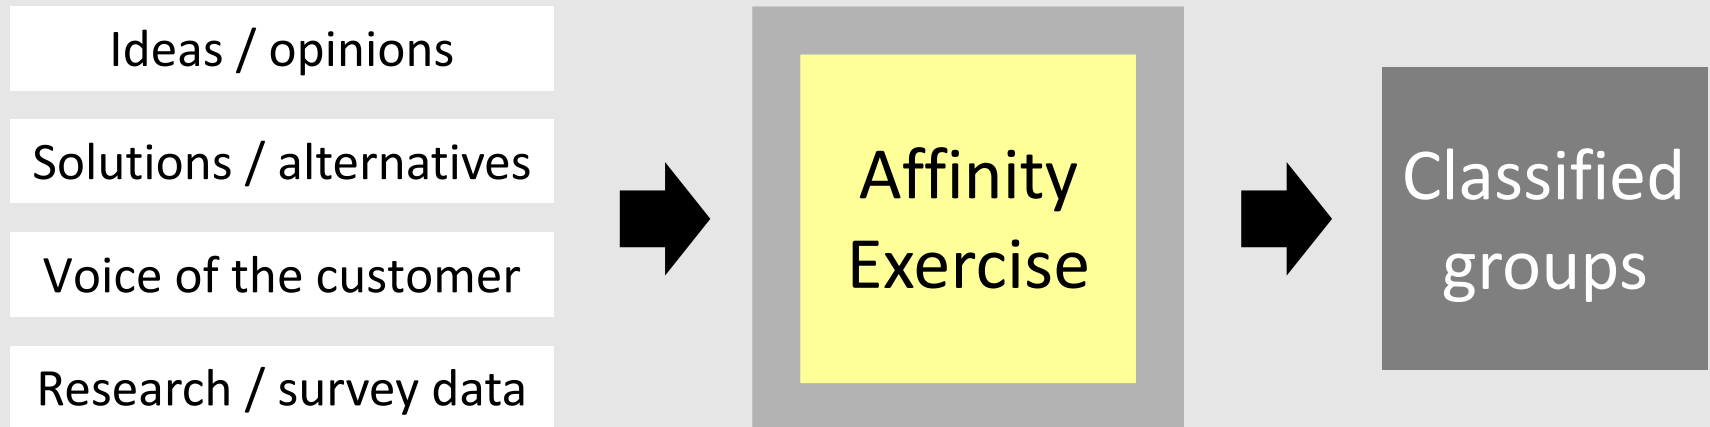 Ideas / opinions
Solutions / alternatives
Voice of the customer
Research / survey data
Affinity
Exercise
Classified
groups